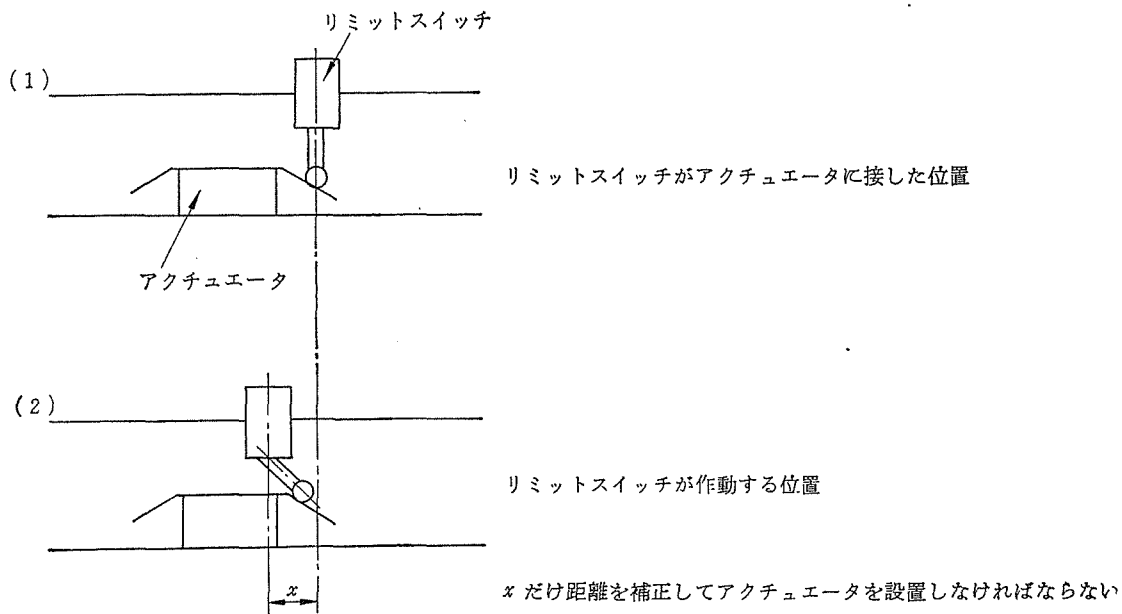 リミットスイッチ
(1)
リミットスイッチがアクチュエータに接した位置
アクチュエータ
(2)
リミットスイッチが作動する位置
x
x だけ距離を補正してアクチュエータを設置しなければならない